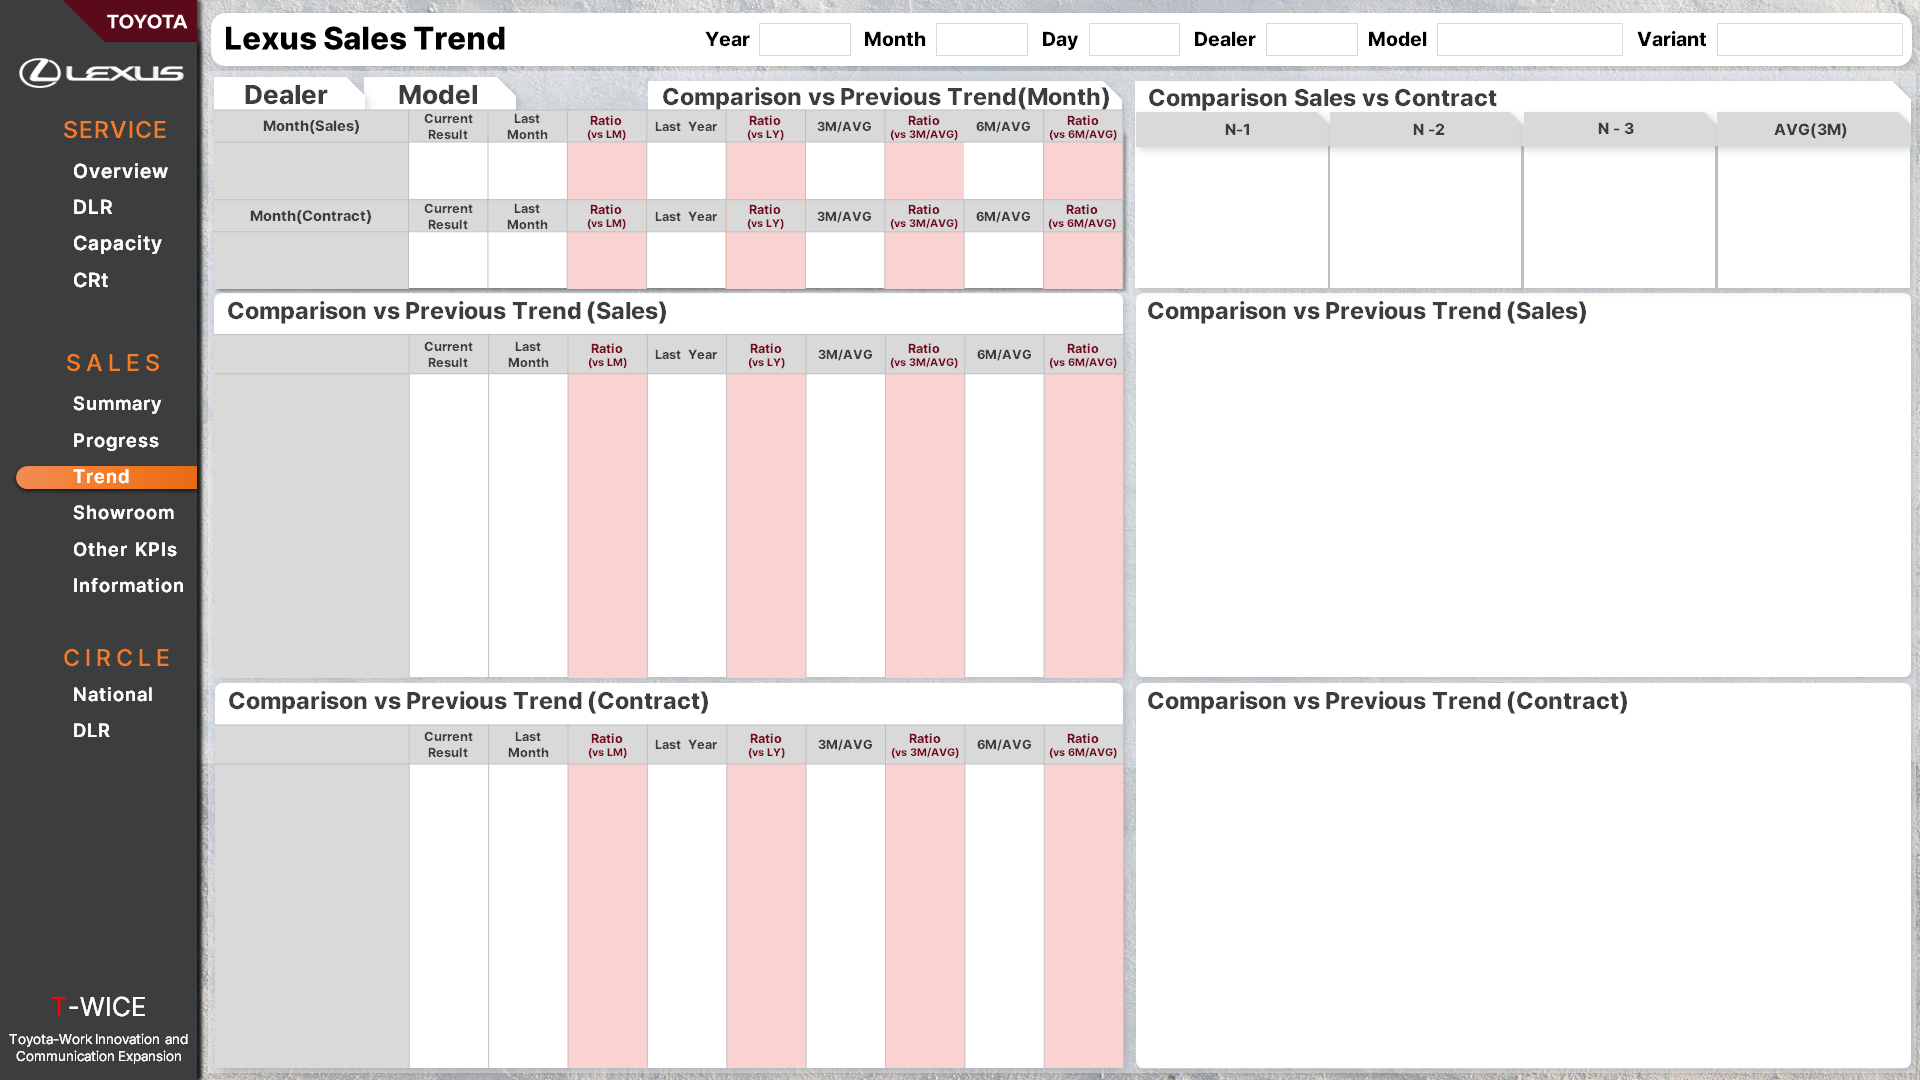 TOYOTA
LEXUS
SERVICE
Overview
DLR
Capacity
CRt
SALES
Summary
Progress
Trend
Showroom
Other KPIs
Information
CIRCLE
National
DLR
T-WICE
Toyota-Work Innovation and
Communication Expansion
Lexus Sales Trend
Year
Month
Day
Dealer
Model
Variant
Dealer
Model
Comparison vs Previous Trend(Month)
Month(Sales)
Current
Result
Last
Month
Ratio
(vs LM)
Last Year
Ratio
(vs LY)
3M/AVG
Ratio
(vs 3M/AVG)
6M/AVG
Ratio
(vs 6M/AVG)
Month(Contract)
Current
Result
Last
Month
Ratio
(vs LM)
Last Year
Ratio
(vs LY)
3M/AVG
Ratio
(vs 3M/AVG)
6M/AVG
Ratio
(vs 6M/AVG)
Comparison Sales vs Contract
N-1
N -2
N - 3
AVG(3M)
Comparison vs Previous Trend (Sales)
Current
Result
Last
Month
Ratio
(vs LM)
Last Year
Ratio
(vs LY)
3M/AVG
Ratio
(vs 3M/AVG)
6M/AVG
Ratio
(vs 6M/AVG)
Comparison vs Previous Trend (Sales)
Comparison vs Previous Trend (Contract)
Current
Result
Last
Month
Ratio
(vs LM)
Last Year
Ratio
(vs LY)
3M/AVG
Ratio
(vs 3M/AVG)
6M/AVG
Ratio
(vs 6M/AVG)
Comparison vs Previous Trend (Contract)